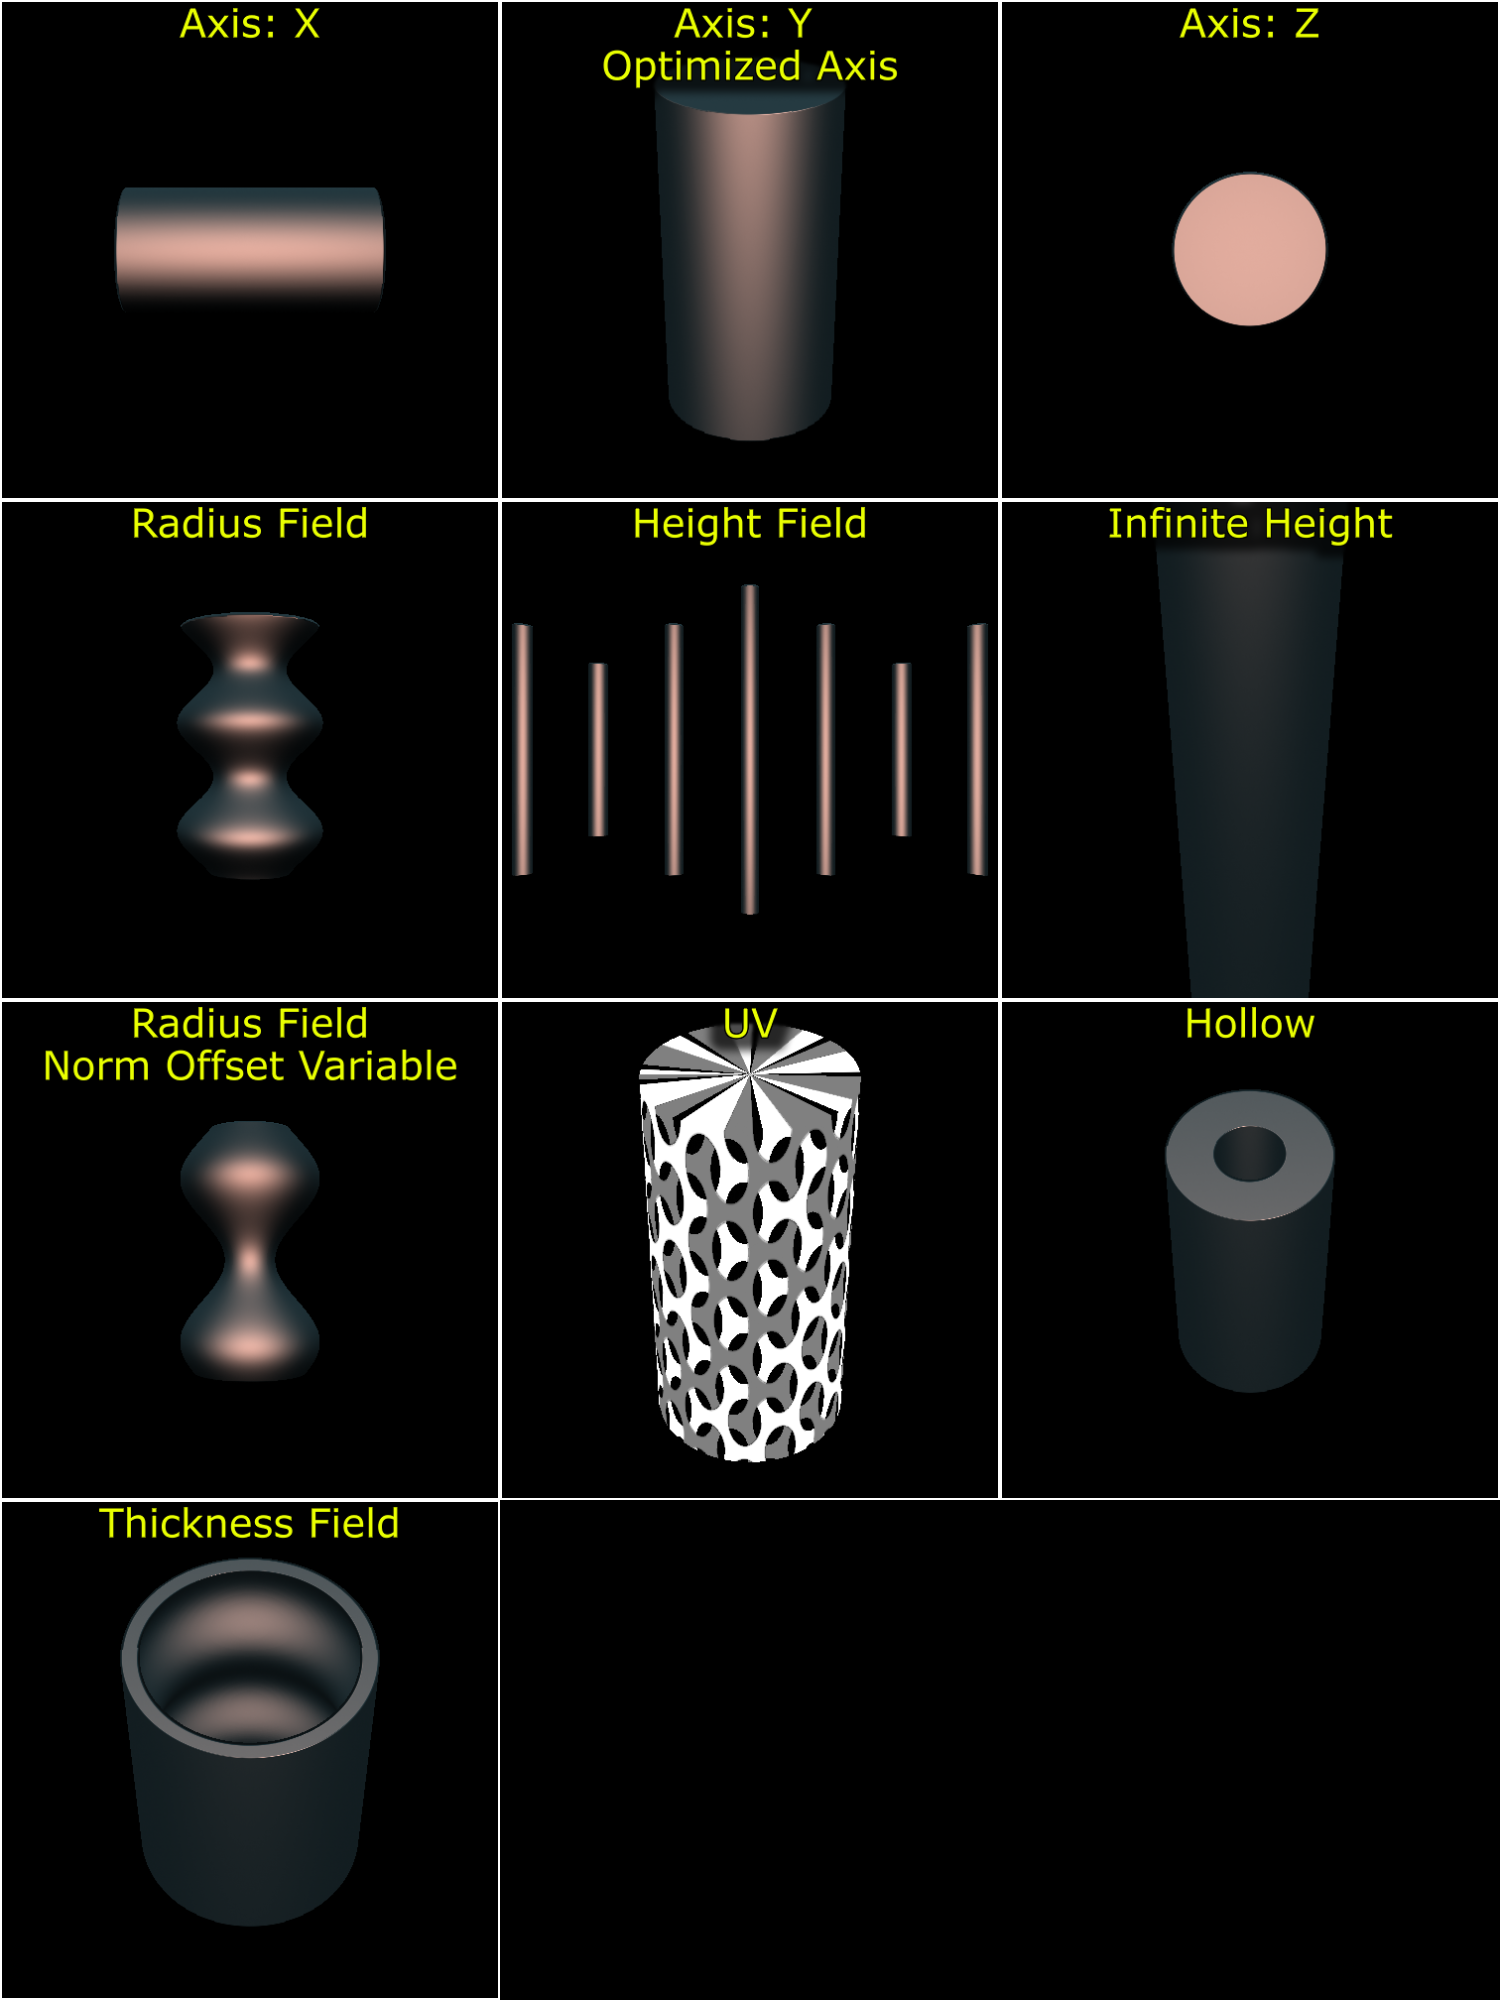 Axis: X
Axis: Y
Optimized Axis
Axis: Z
Radius Field
Height Field
Infinite Height
Radius Field
Norm Offset Variable
UV
Hollow
Thickness Field